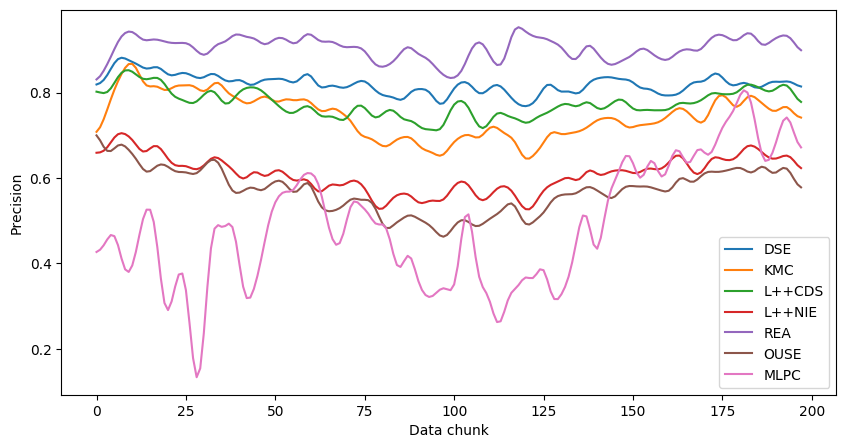 Precision
0.8
0.6
0.4
0.2
0
25
50
75
100
125
150
175
200
Data chunk
DSE
KMC
L++CDS
L++NIE
REA
OUSE
MLPC